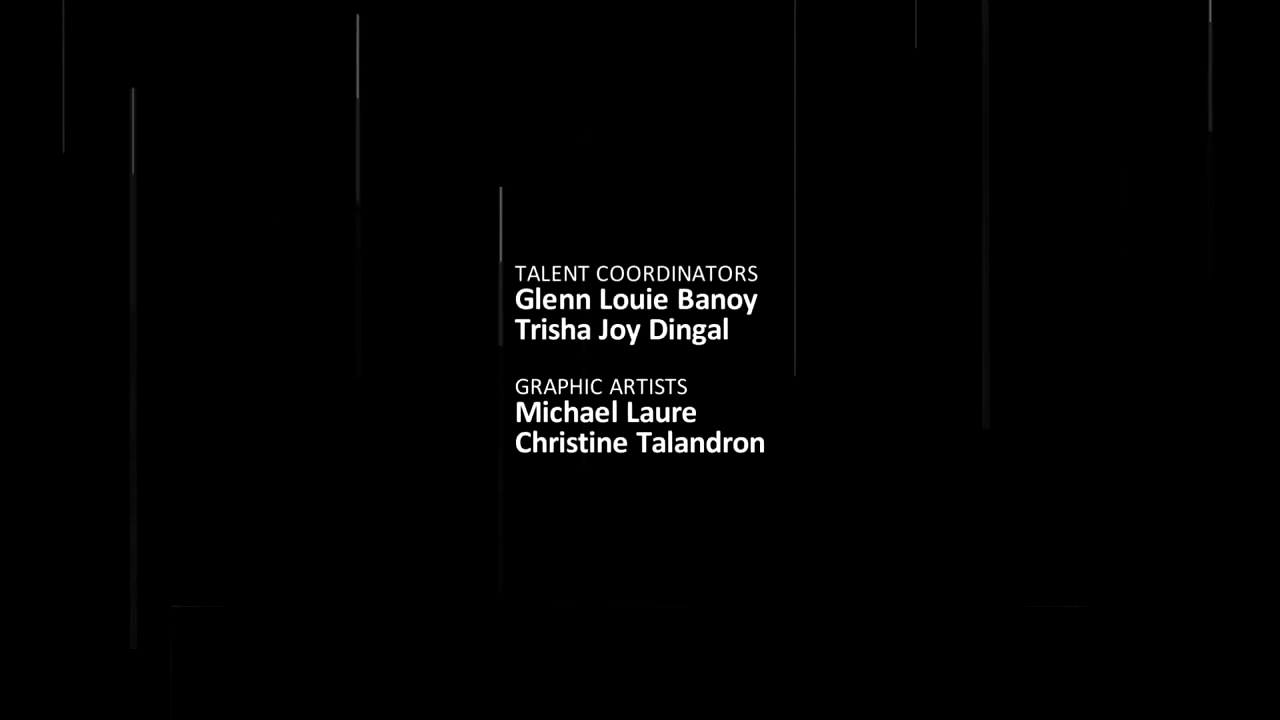 TALENT COORDINATORS
Glenn Louie Banoy
Trisha Joy Dingal
GRAPHIC ARTISTS
Michael Laure
Christine Talandron